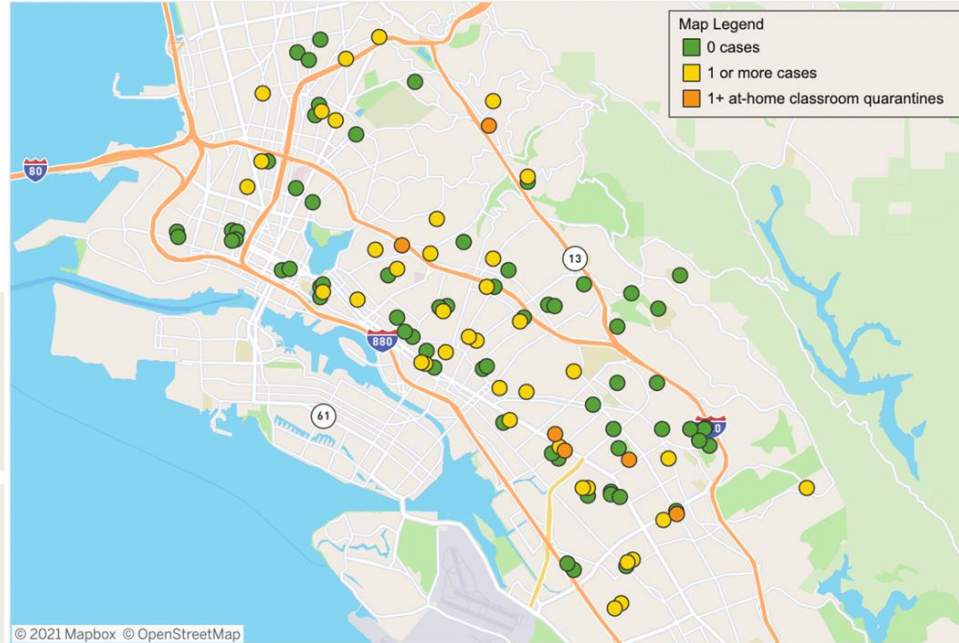 Map Legend
0 cases
1 or more cases
1+ at-home classroom quarantines
80
13
880
61
0
© 2021 Mapbox © OpenStreetMap